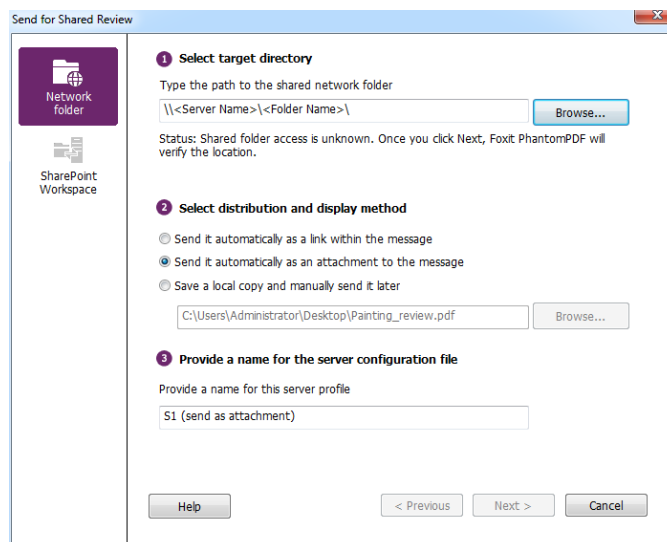 Send for Shared Review
Network
folder
SharePoint
Workspace
1 Select target directory
Type the path to the shared network folder
\\<Server Name>\<Folder Name>\
Browse...
Status: Shared folder access is unknown. Once you click Next, Foxit PhantomPDF will
verify the location.
2 Select distribution and display method
Send it automatically as a link within the message
Send it automatically as an attachment to the message
Save a local copy and manually send it later
C:\Users\Administrator\Desktop\Painting_review.pdf
Browse...
3 Provide a name for the server configuration file
Provide a name for this server profile
S1 (send as attachment)
Help
< Previous
Next >
Cancel